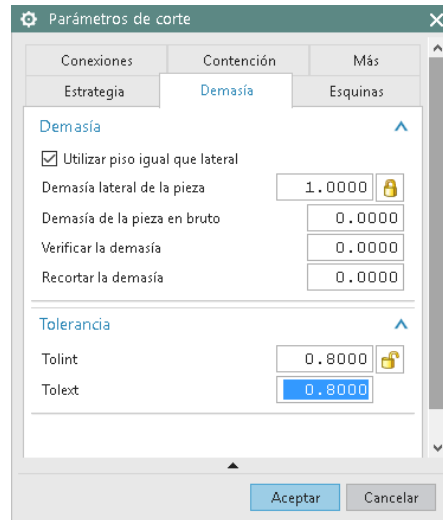 Parámetros de corte
Conexiones Contención Más
Estrategia Demasía Esquinas
Demasía
Utilizar piso igual que lateral
Demasía lateral de la pieza 1.0000
Demasía de la pieza en bruto 0.0000
Verificar la demasía 0.0000
Recortar la demasía 0.0000
Tolerancia
Tolint 0.8000
Tolext 0.8000
Aceptar Cancelar